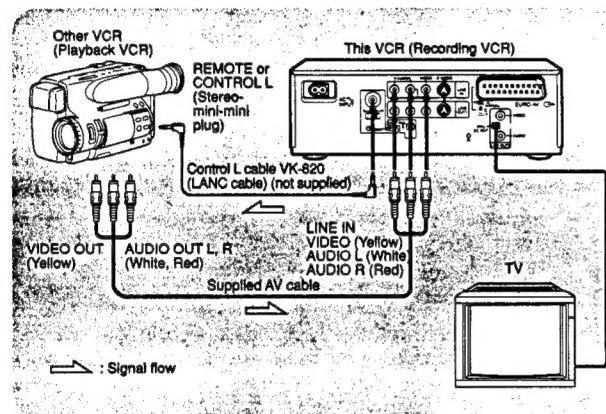 Other VCR
(Playback VCR)
This VCR (Recording VCR)
REMOTE or
CONTROL L
(Stereo-
mini-mini
plug)
Control L cable VK-820
(LANC cable) (not supplied)
VIDEO OUT
(Yellow)
AUDIO OUT L, R
(White, Red)
LINE IN
VIDEO (Yellow)
AUDIO L (White)
AUDIO R (Red)
Supplied AV cable
TV
: Signal flow